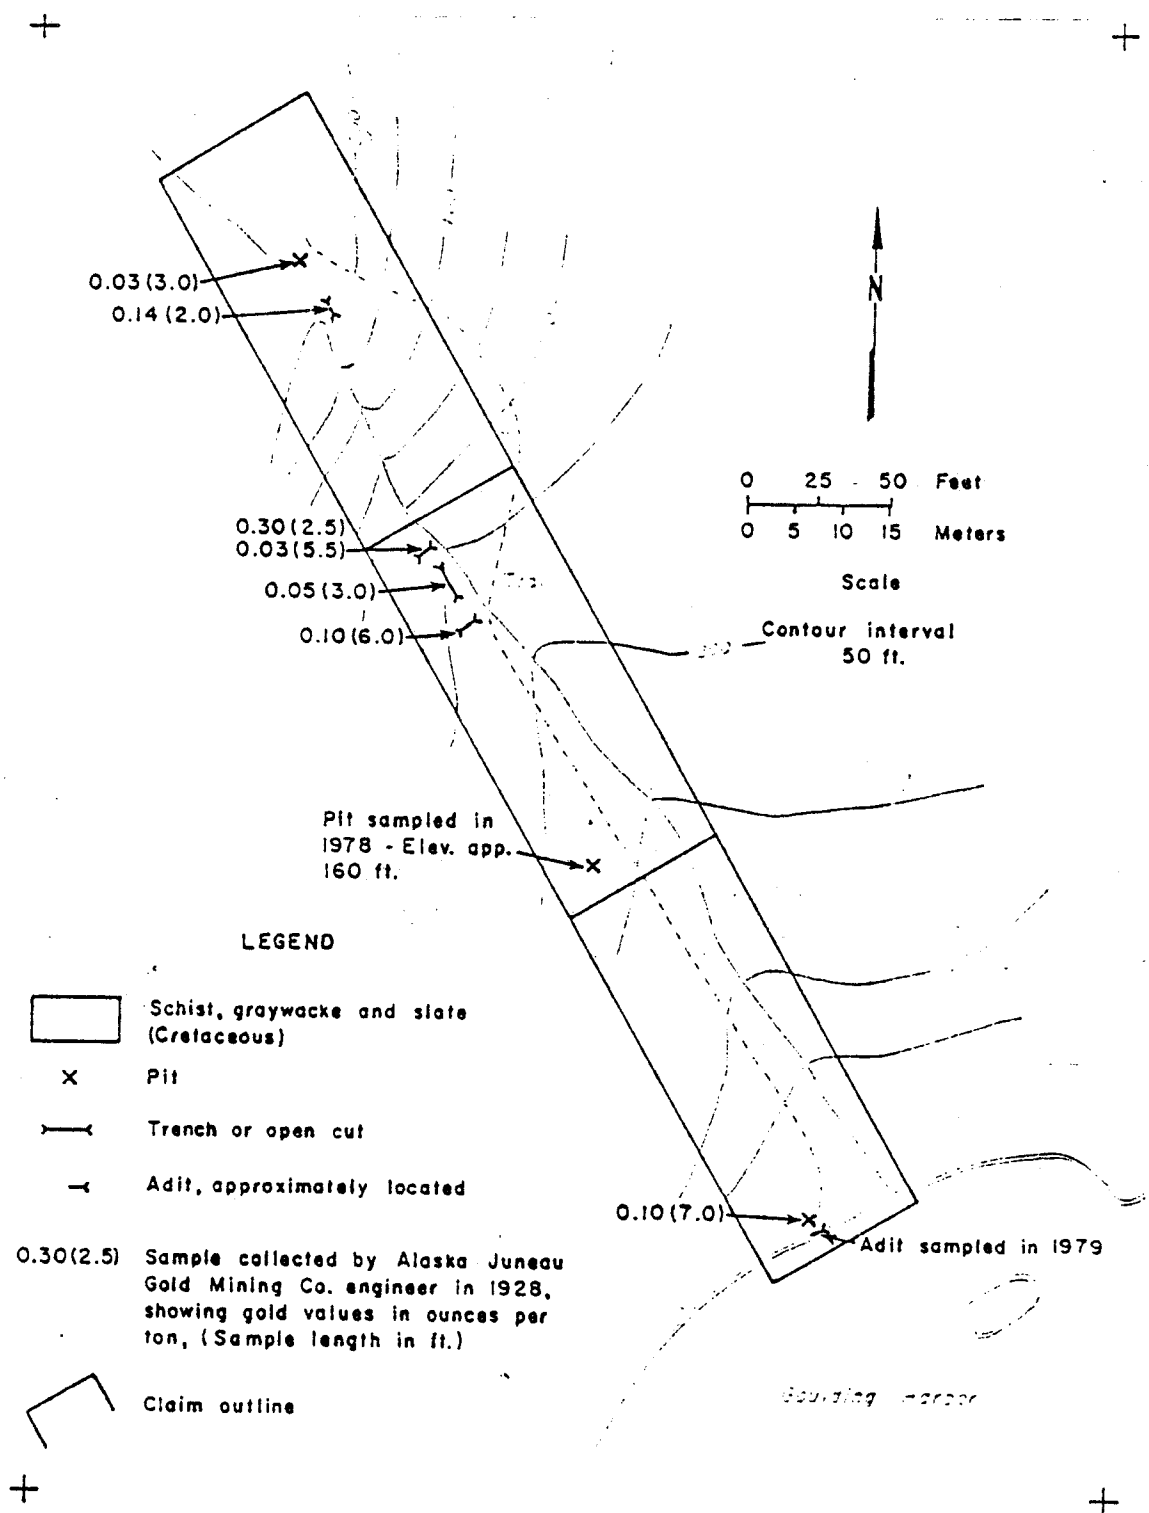 0.03(3.0)
0.14(2.0)
N
0 25 50 Feet
0 5 10 15 Meters
Scale
0.30(2.5)
0.03(5.5)
0.05(3.0)
0.10(6.0)
Contour interval
50 ft.
Pit sampled in
1978 - Elev. app.
160 ft.
LEGEND
Schist, graywacke and slate
(Cretaceous)
Pit
Trench or open cut
Adit, approximately located
0.10(7.0)
Adit sampled in 1979
0.30(2.5) Sample collected by Alaska Juneau
Gold Mining Co. engineer in 1928,
showing gold values in ounces per
ton, (Sample length in ft.)
Claim outline
Goulding Harbor